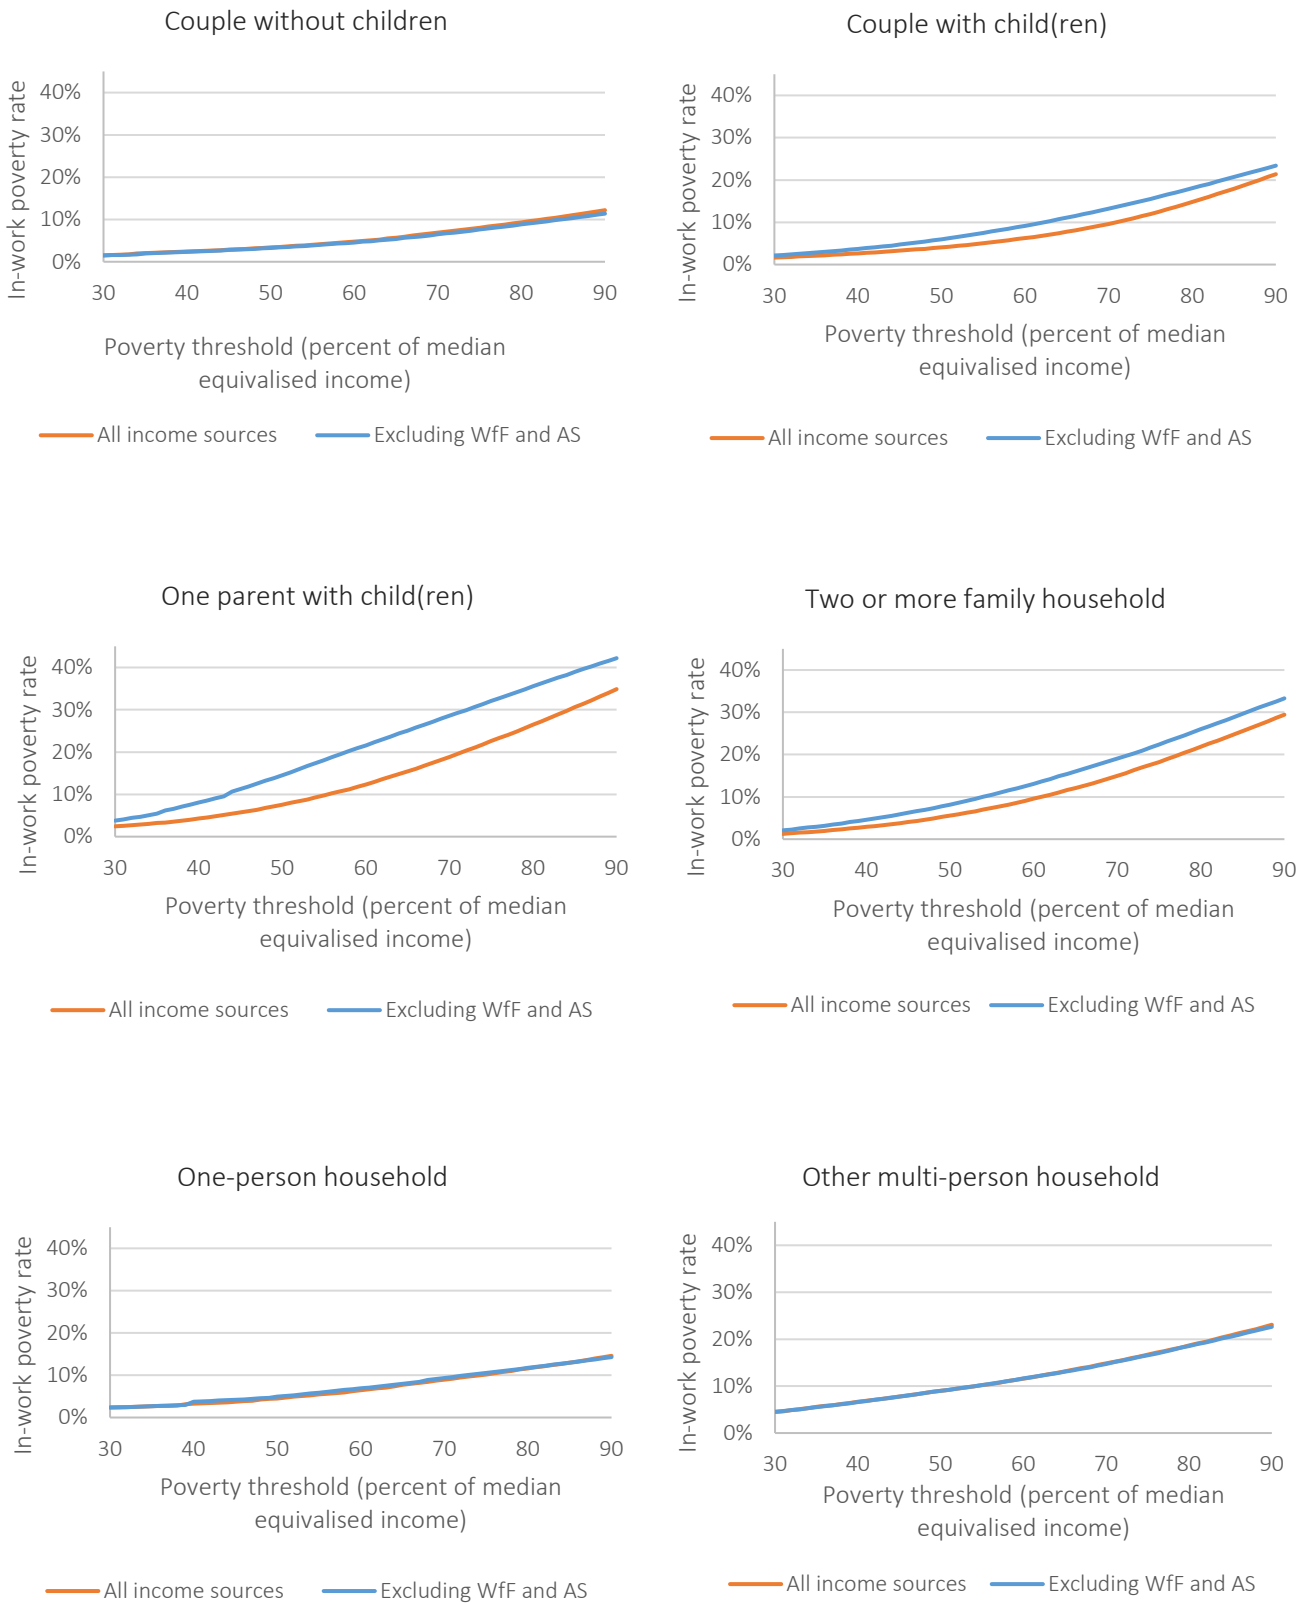 Couple without children
In-work poverty rate
40%
30%
20%
10%
0%
30 40 50 60 70 80 90
Poverty threshold (percent of median
equivalised income)
All income sources Excluding WfF and AS
Couple with child(ren)
In-work poverty rate
40%
30%
20%
10%
0%
30 40 50 60 70 80 90
Poverty threshold (percent of median
equivalised income)
All income sources Excluding WfF and AS
One parent with child(ren)
In-work poverty rate
40%
30%
20%
10%
0%
30 40 50 60 70 80 90
Poverty threshold (percent of median
equivalised income)
All income sources Excluding WfF and AS
Two or more family household
In-work poverty rate
40%
30%
20%
10%
0%
30 40 50 60 70 80 90
Poverty threshold (percent of median
equivalised income)
All income sources Excluding WfF and AS
One-person household
In-work poverty rate
40%
30%
20%
10%
0%
30 40 50 60 70 80 90
Poverty threshold (percent of median
equivalised income)
All income sources Excluding WfF and AS
Other multi-person household
In-work poverty rate
40%
30%
20%
10%
0%
30 40 50 60 70 80 90
Poverty threshold (percent of median
equivalised income)
All income sources Excluding WfF and AS